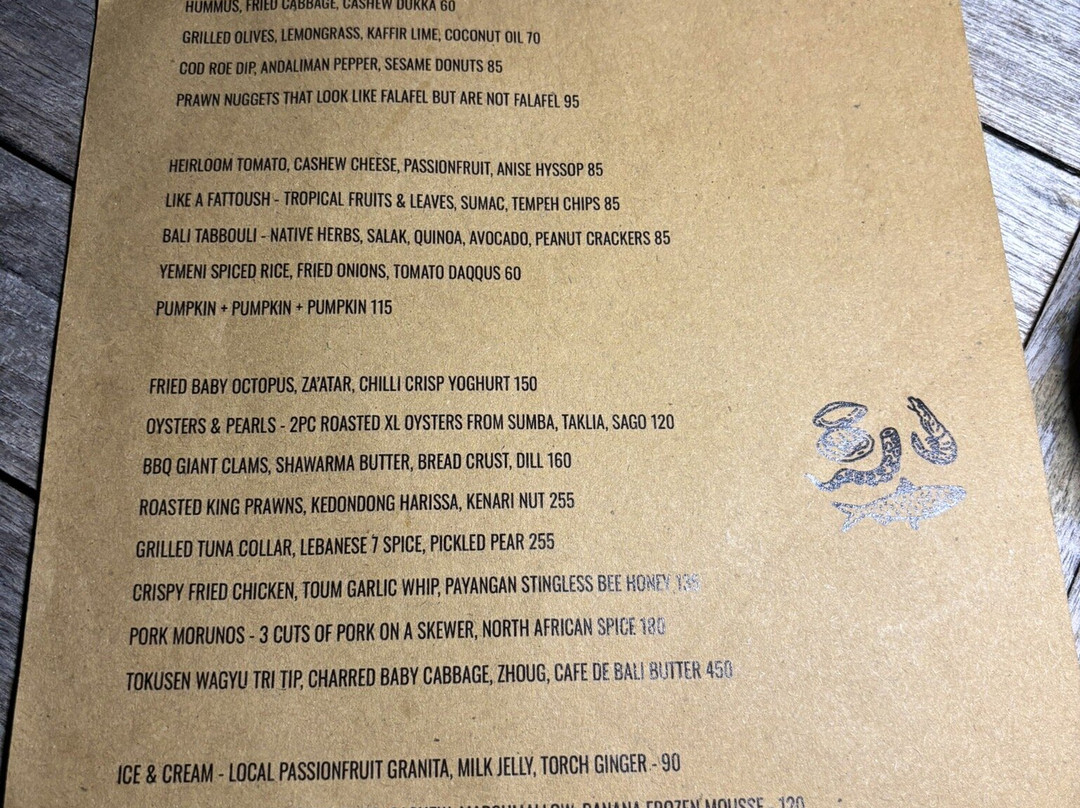 HUMMUS, FRIED CABBAGE, CASHEW DUKKA 60
GRILLED OLIVES, LEMONGRASS, KAFFIR LIME, COCONUT OIL 70
COD ROE DIP, ANDALIMAN PEPPER, SESAME DONUTS 85
PRAWN NUGGETS THAT LOOK LIKE FALAFEL BUT ARE NOT FALAFEL 95
HEIRLOOM TOMATO, CASHEW CHEESE, PASSIONFRUIT, ANISE HYSSOP 85
LIKE A FATTOUSH - TROPICAL FRUITS & LEAVES, SUMAC, TEMPEH CHIPS 85
BALI TABBOULI - NATIVE HERBS, SALAK, QUINOA, AVOCADO, PEANUT CRACKERS 85
YEMENI SPICED RICE, FRIED ONIONS, TOMATO DAQQUS 60
PUMPKIN + PUMPKIN + PUMPKIN 115
FRIED BABY OCTOPUS, ZA'ATAR, CHILLI CRISP YOGHURT 150
OYSTERS & PEARLS - 2PC ROASTED XL OYSTERS FROM SUMBA, TAKLIA, SAGO 120
BBQ GIANT CLAMS, SHAWARMA BUTTER, BREAD CRUST, DILL 160
ROASTED KING PRAWNS, KEDONDONG HARISSA, KENARI NUT 255
GRILLED TUNA COLLAR, LEBANESE 7 SPICE, PICKLED PEAR 255
CRISPY FRIED CHICKEN, TOUM GARLIC WHIP, PAYANGAN STINGLESS BEE HONEY
PORK MORUNOS - 3 CUTS OF PORK ON A SKEWER, NORTH AFRICAN SPICE 180
TOKUSEN WAGYU TRI TIP, CHARRED BABY CABBAGE, ZHOUG, CAFE DE BALI BUTTER 450
ICE & CREAM - LOCAL PASSIONFRUIT GRANITA, MILK JELLY, TORCH GINGER - 90
MARSHMALLOW, BANANA FROZEN MOUSSE - 120